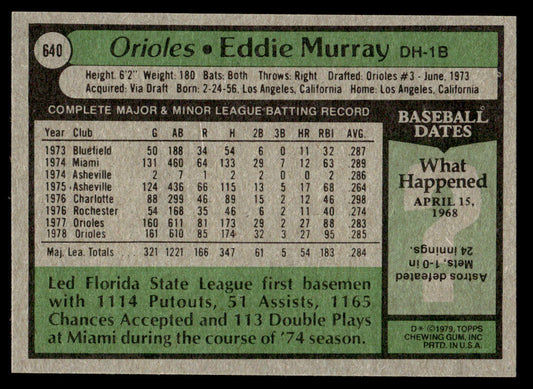 640
Orioles • Eddie Murray DH-1B
Height: 6'2" Weight: 180 Bats: Both Throws: Right Drafted: Orioles #3 - June, 1973
Acquired: Via Draft Born: 2-24-56, Los Angeles, California Home: Los Angeles, California
COMPLETE MAJOR & MINOR LEAGUE BATTING RECORD
Year Club G AB R H 2B 3B HR RBI AVG.
1973 Bluefield 50 188 34 54 6 0 11 32 .287
1974 Miami 131 460 64 133 29 7 12 63 .289
1974 Asheville 2 7 1 2 2 0 0 2 .286
1975 Asheville 124 436 66 115 13 5 17 68 .264
1976 Charlotte 88 299 46 89 15 2 12 46 .298
1976 Rochester 54 168 35 46 6 2 11 40 .274
1977 Orioles 160 611 81 173 29 2 27 88 .283
1978 Orioles 161 610 85 174 32 3 27 95 .285
Maj. Lea. Totals 321 1221 166 347 61 5 54 183 .284
Led Florida State League first basemen
with 1114 Putouts, 51 Assists, 1165
Chances Accepted and 113 Double Plays
at Miami during the course of '74 season.
BASEBALL
DATES
?
What
Happened
APRIL 15,
1968
Astros defeated
Mets, 1-0 in
24 innings.
D* ©1979, TOPPS
CHEWING GUM, INC
PRTD. IN U.S.A.